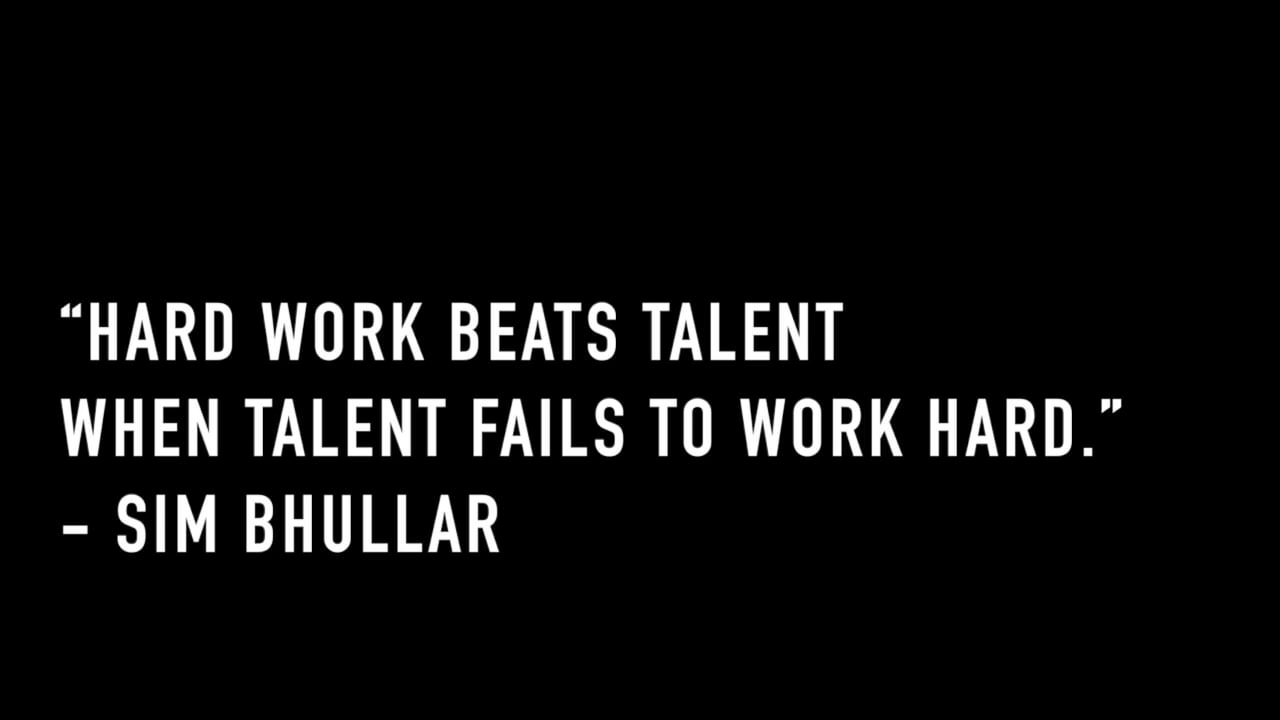 “HARD WORK BEATS TALENT
WHEN TALENT FAILS TO WORK HARD.”
– SIM BHULLAR